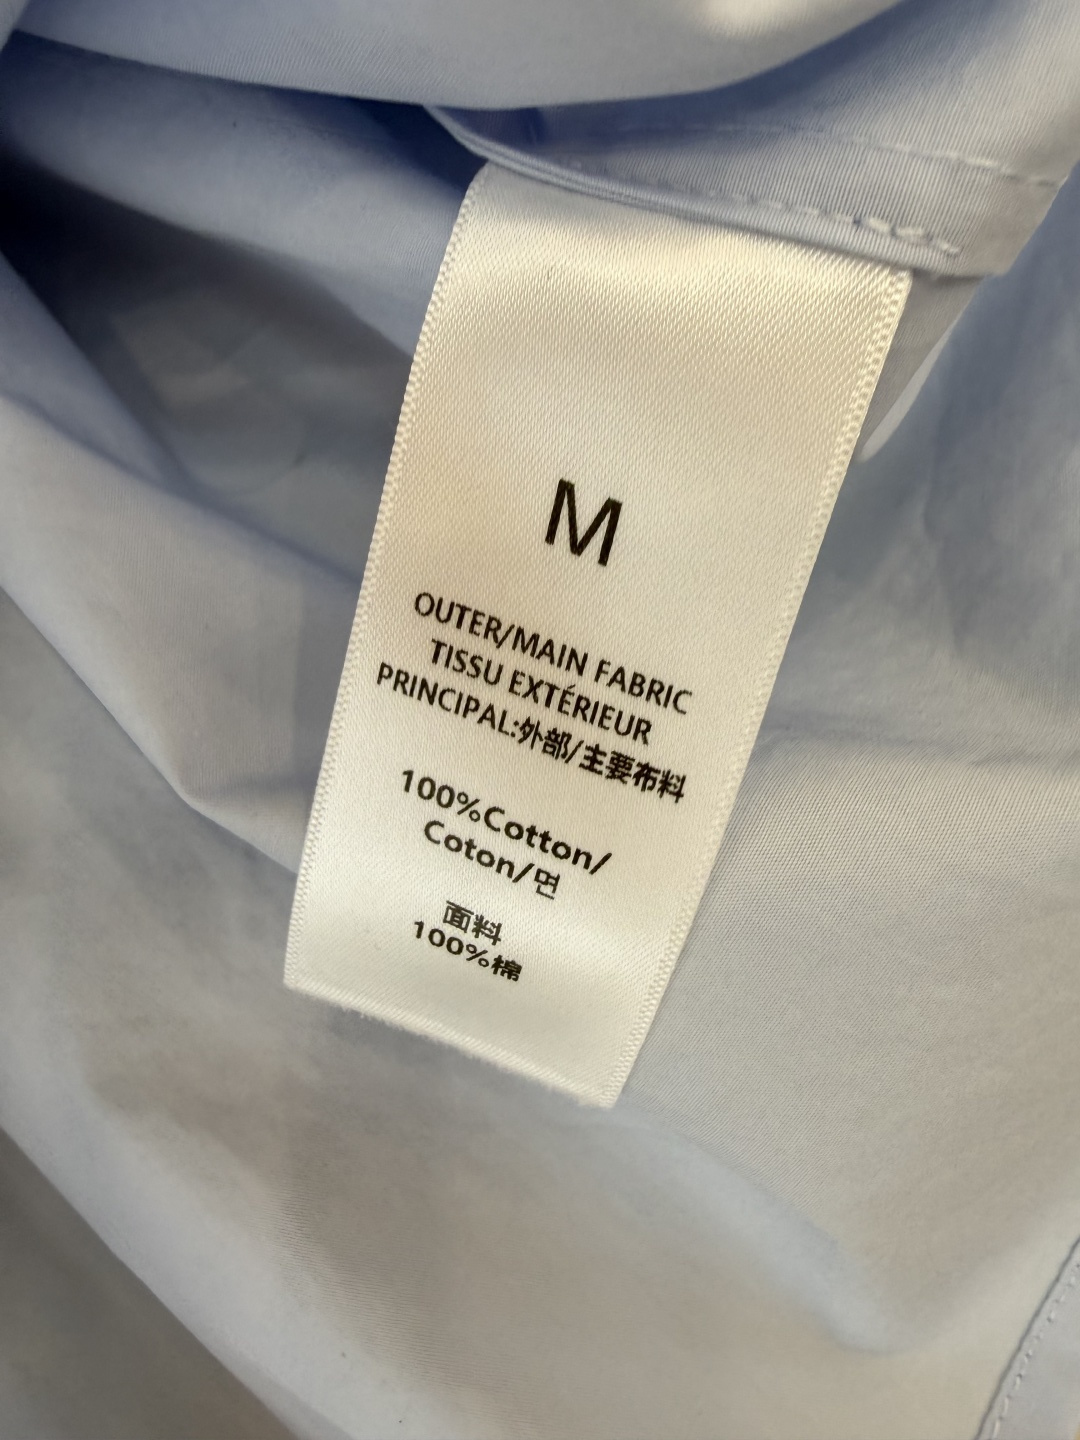 M
OUTER/MAIN FABRIC
TISSU EXTÉRIEUR
PRINCIPAL:外部/主要布料
100%Cotton/
Coton/면
面料
100%棉